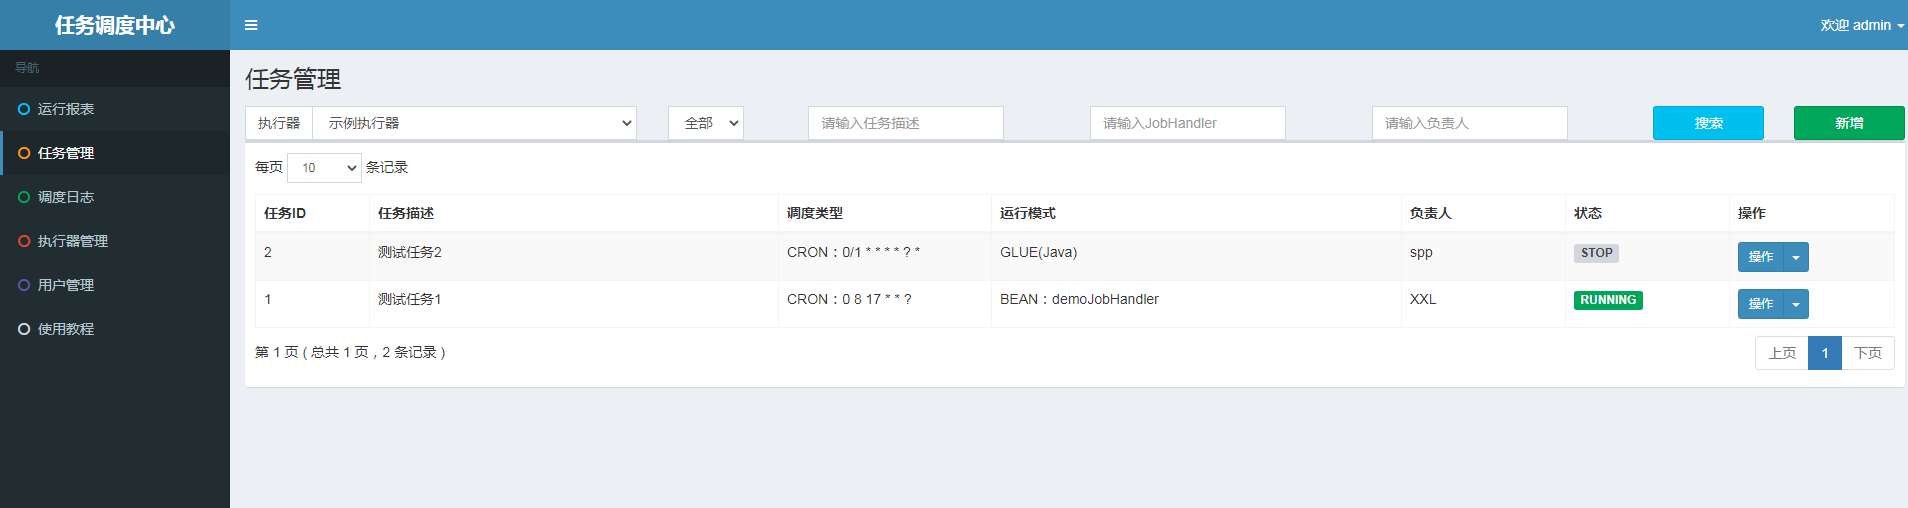 任务调度中心
欢迎 admin
导航
运行报表
任务管理
调度日志
执行器管理
用户管理
使用教程
任务管理
执行器 示例执行器 全部 请输入任务描述 请输入JobHandler 请输入负责人 搜索 新增
每页 10 条记录
任务ID 任务描述 调度类型 运行模式 负责人 状态 操作
2 测试任务2 CRON：0/1 * * * * ? * GLUE(Java) spp STOP 操作
1 测试任务1 CRON：0 8 17 * * ? BEAN：demoJobHandler XXL RUNNING 操作
第 1 页 ( 总共 1 页，2 条记录 ) 上页 1 下页